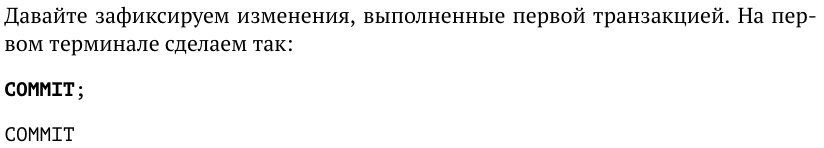 Давайте зафиксируем изменения, выполненные первой транзакцией. На пер-
вом терминале сделаем так:
COMMIT;
COMMIT